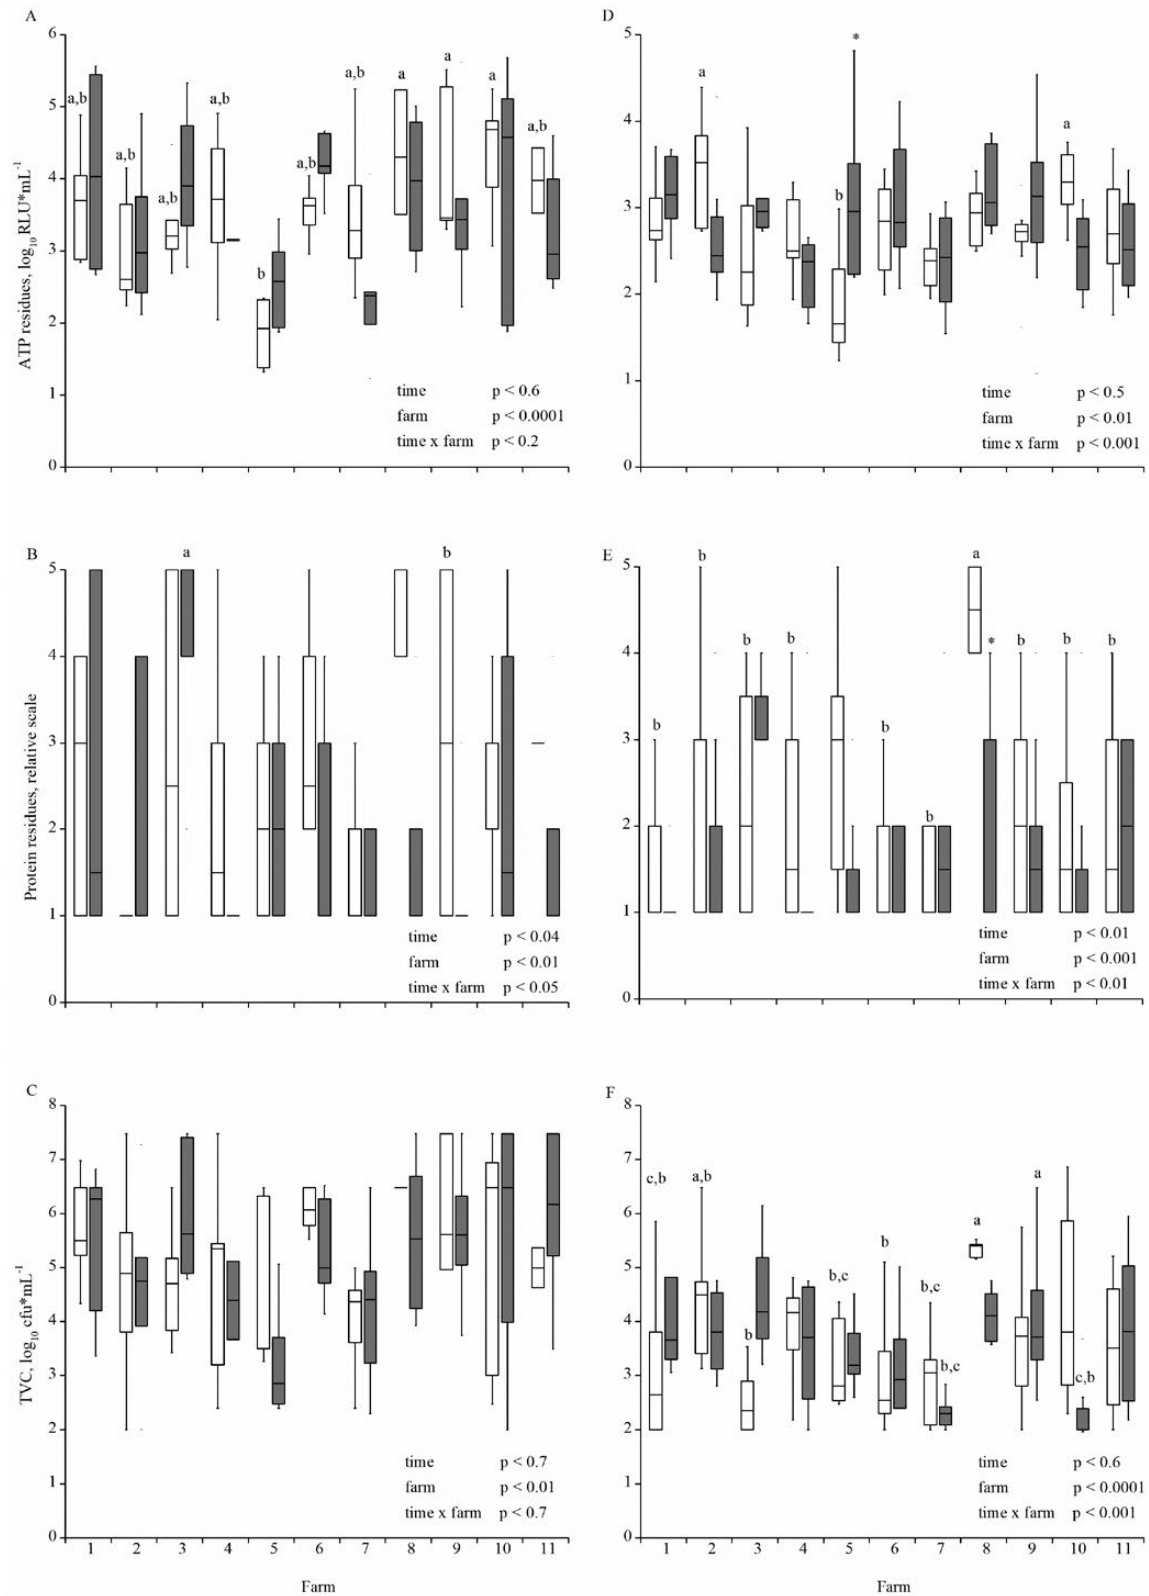 A
6
5
4
3
2
1
0
ATP residues, log10 RLU*mL-1
a,b
a,b
a,b
a,b
b
a,b
a,b
a
a
a
a,b
time p < 0.6
farm p < 0.0001
time x farm p < 0.2
D
5
4
3
2
1
0
a
b
*
a
time p < 0.5
farm p < 0.01
time x farm p < 0.001
B
5
4
3
2
1
0
Protein residues, relative scale
a
b
time p < 0.04
farm p < 0.01
time x farm p < 0.05
E
5
4
3
2
1
0
b
b
b
b
b
b
a
*
b
b
b
time p < 0.01
farm p < 0.001
time x farm p < 0.01
C
8
7
6
5
4
3
2
1
0
TVC, log10 cfu*mL-1
time p < 0.7
farm p < 0.01
time x farm p < 0.7
1 2 3 4 5 6 7 8 9 10 11
Farm
F
8
7
6
5
4
3
2
1
0
c,b
a,b
b
b,c
b
b,c
b,c
a
a
c,b
time p < 0.6
farm p < 0.0001
time x farm p < 0.001
1 2 3 4 5 6 7 8 9 10 11
Farm